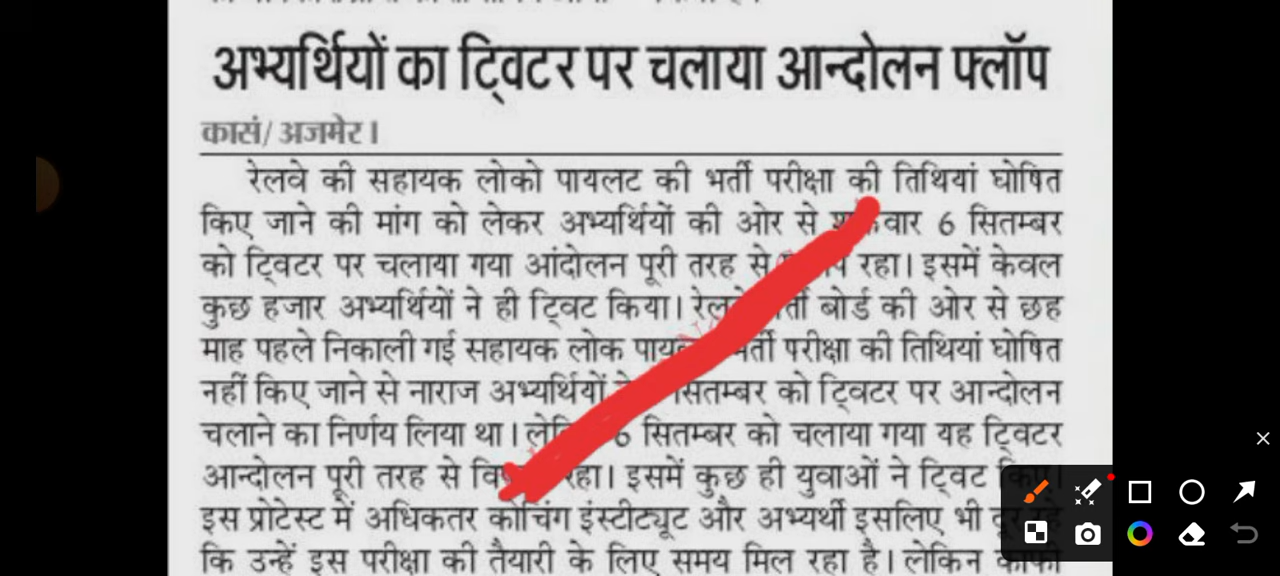 अभ्यर्थियों का ट्विटर पर चलाया आन्दोलन फ्लॉप
कासं/ अजमेर।
रेलवे की सहायक लोको पायलट की भर्ती परीक्षा की तिथियां घोषित
किए जाने की मांग को लेकर अभ्यर्थियों की ओर से 6 सितम्बर
को ट्विटर पर चलाया गया आंदोलन पूरी तरह से रहा। इसमें केवल
कुछ हजार अभ्यर्थियों ने ही ट्विट किया। बोर्ड की ओर से छह
माह पहले निकाली गई सहायक लोक परीक्षा की तिथियां घोषित
नहीं किए जाने से नाराज अभ्यर्थियों सितम्बर को ट्विटर पर आन्दोलन
चलाने का निर्णय लिया था। 6 सितम्बर को चलाया गया यह ट्विटर
आन्दोलन पूरी तरह से रहा। इसमें कुछ ही युवाओं ने ट्विट किए।
इस प्रोटेस्ट में अधिकतर कोचिंग इंस्टीट्यूट और अभ्यर्थी इसलिए भी दूर रहे
कि उन्हें इस परीक्षा की तैयारी के लिए समय मिल रहा है। लेकिन काफी